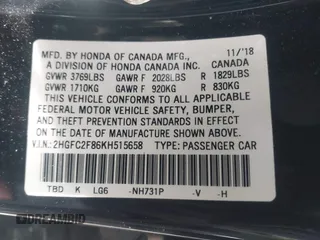 MFD. BY HONDA OF CANADA MFG., 11/'18
A DIVISION OF HONDA CANADA INC. CANADA
GVWR 3769LBS GAWR F 2028LBS R 1829LBS
GVWR 1710KG GAWR F 920KG R 830KG
THIS VEHICLE CONFORMS TO ALL APPLICABLE
FEDERAL MOTOR VEHICLE SAFETY, BUMPER,
AND THEFT PREVENTION STANDARDS IN EFFECT
ON THE DATE OF MANUFACTURE SHOWN ABOVE.
V.I.N.: 2HGFC2F86KH515658 TYPE: PASSENGER CAR
TBD K LG6 -NH731P -V -H
DREAMBID